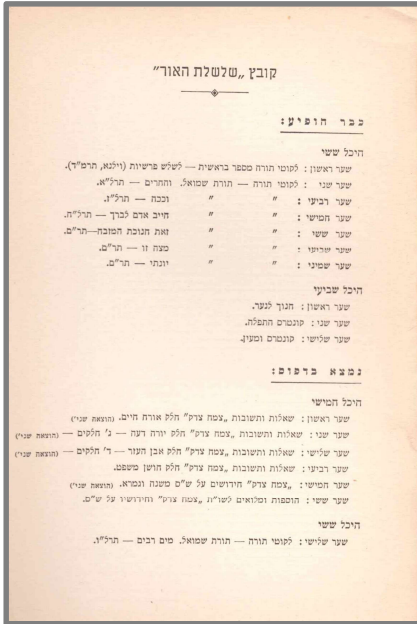 קובץ „שלשלת האור"
כבר הופיע:
היכל ששי
שער ראשון: לקוטי תורה מספר בראשית — לשלש פרשיות (וילנא, תרמ"ד).
שער שני: לקוטי תורה — תורת שמואל, והחרים — תרל"א.
שער רביעי: " " וככה — תרל"ז.
שער חמישי: " " חייב אדם לברך — תרל"ח.
שער ששי: " " זאת חנוכת המזבח—תר"ם.
שער שביעי: " " מצה זו — תר"ם.
שער שמיני: " " יונתי — תר"ם.
היכל שביעי
שער ראשון: חנוך לנער.
שער שני: קונטרס התפלה.
שער שלישי: קונטרס ומעין.
נמצא בדפוס:
היכל חמישי
שער ראשון: שאלות ותשובות „צמח צדק" חלק אורח חיים. (הוצאת שני')
שער שני: שאלות ותשובות „צמח צדק" חלק יורה דעה — ג' חלקים — (הוצאת שני')
שער שלישי: שאלות ותשובות „צמח צדק" חלק אבן העזר — ד' חלקים — (הוצאת שני')
שער רביעי: שאלות ותשובות „צמח צדק" חלק חושן משפט.
שער חמישי: „צמח צדק" חידושים על ש"ס משנה וגמרא. (הוצאת שני')
שער ששי: הוספות ומלואים לשו"ת „צמח צדק" וחידושיו על ש"ס.
היכל ששי
שער שלישי: לקוטי תורה — תורת שמואל. מים רבים — תרל"ו.